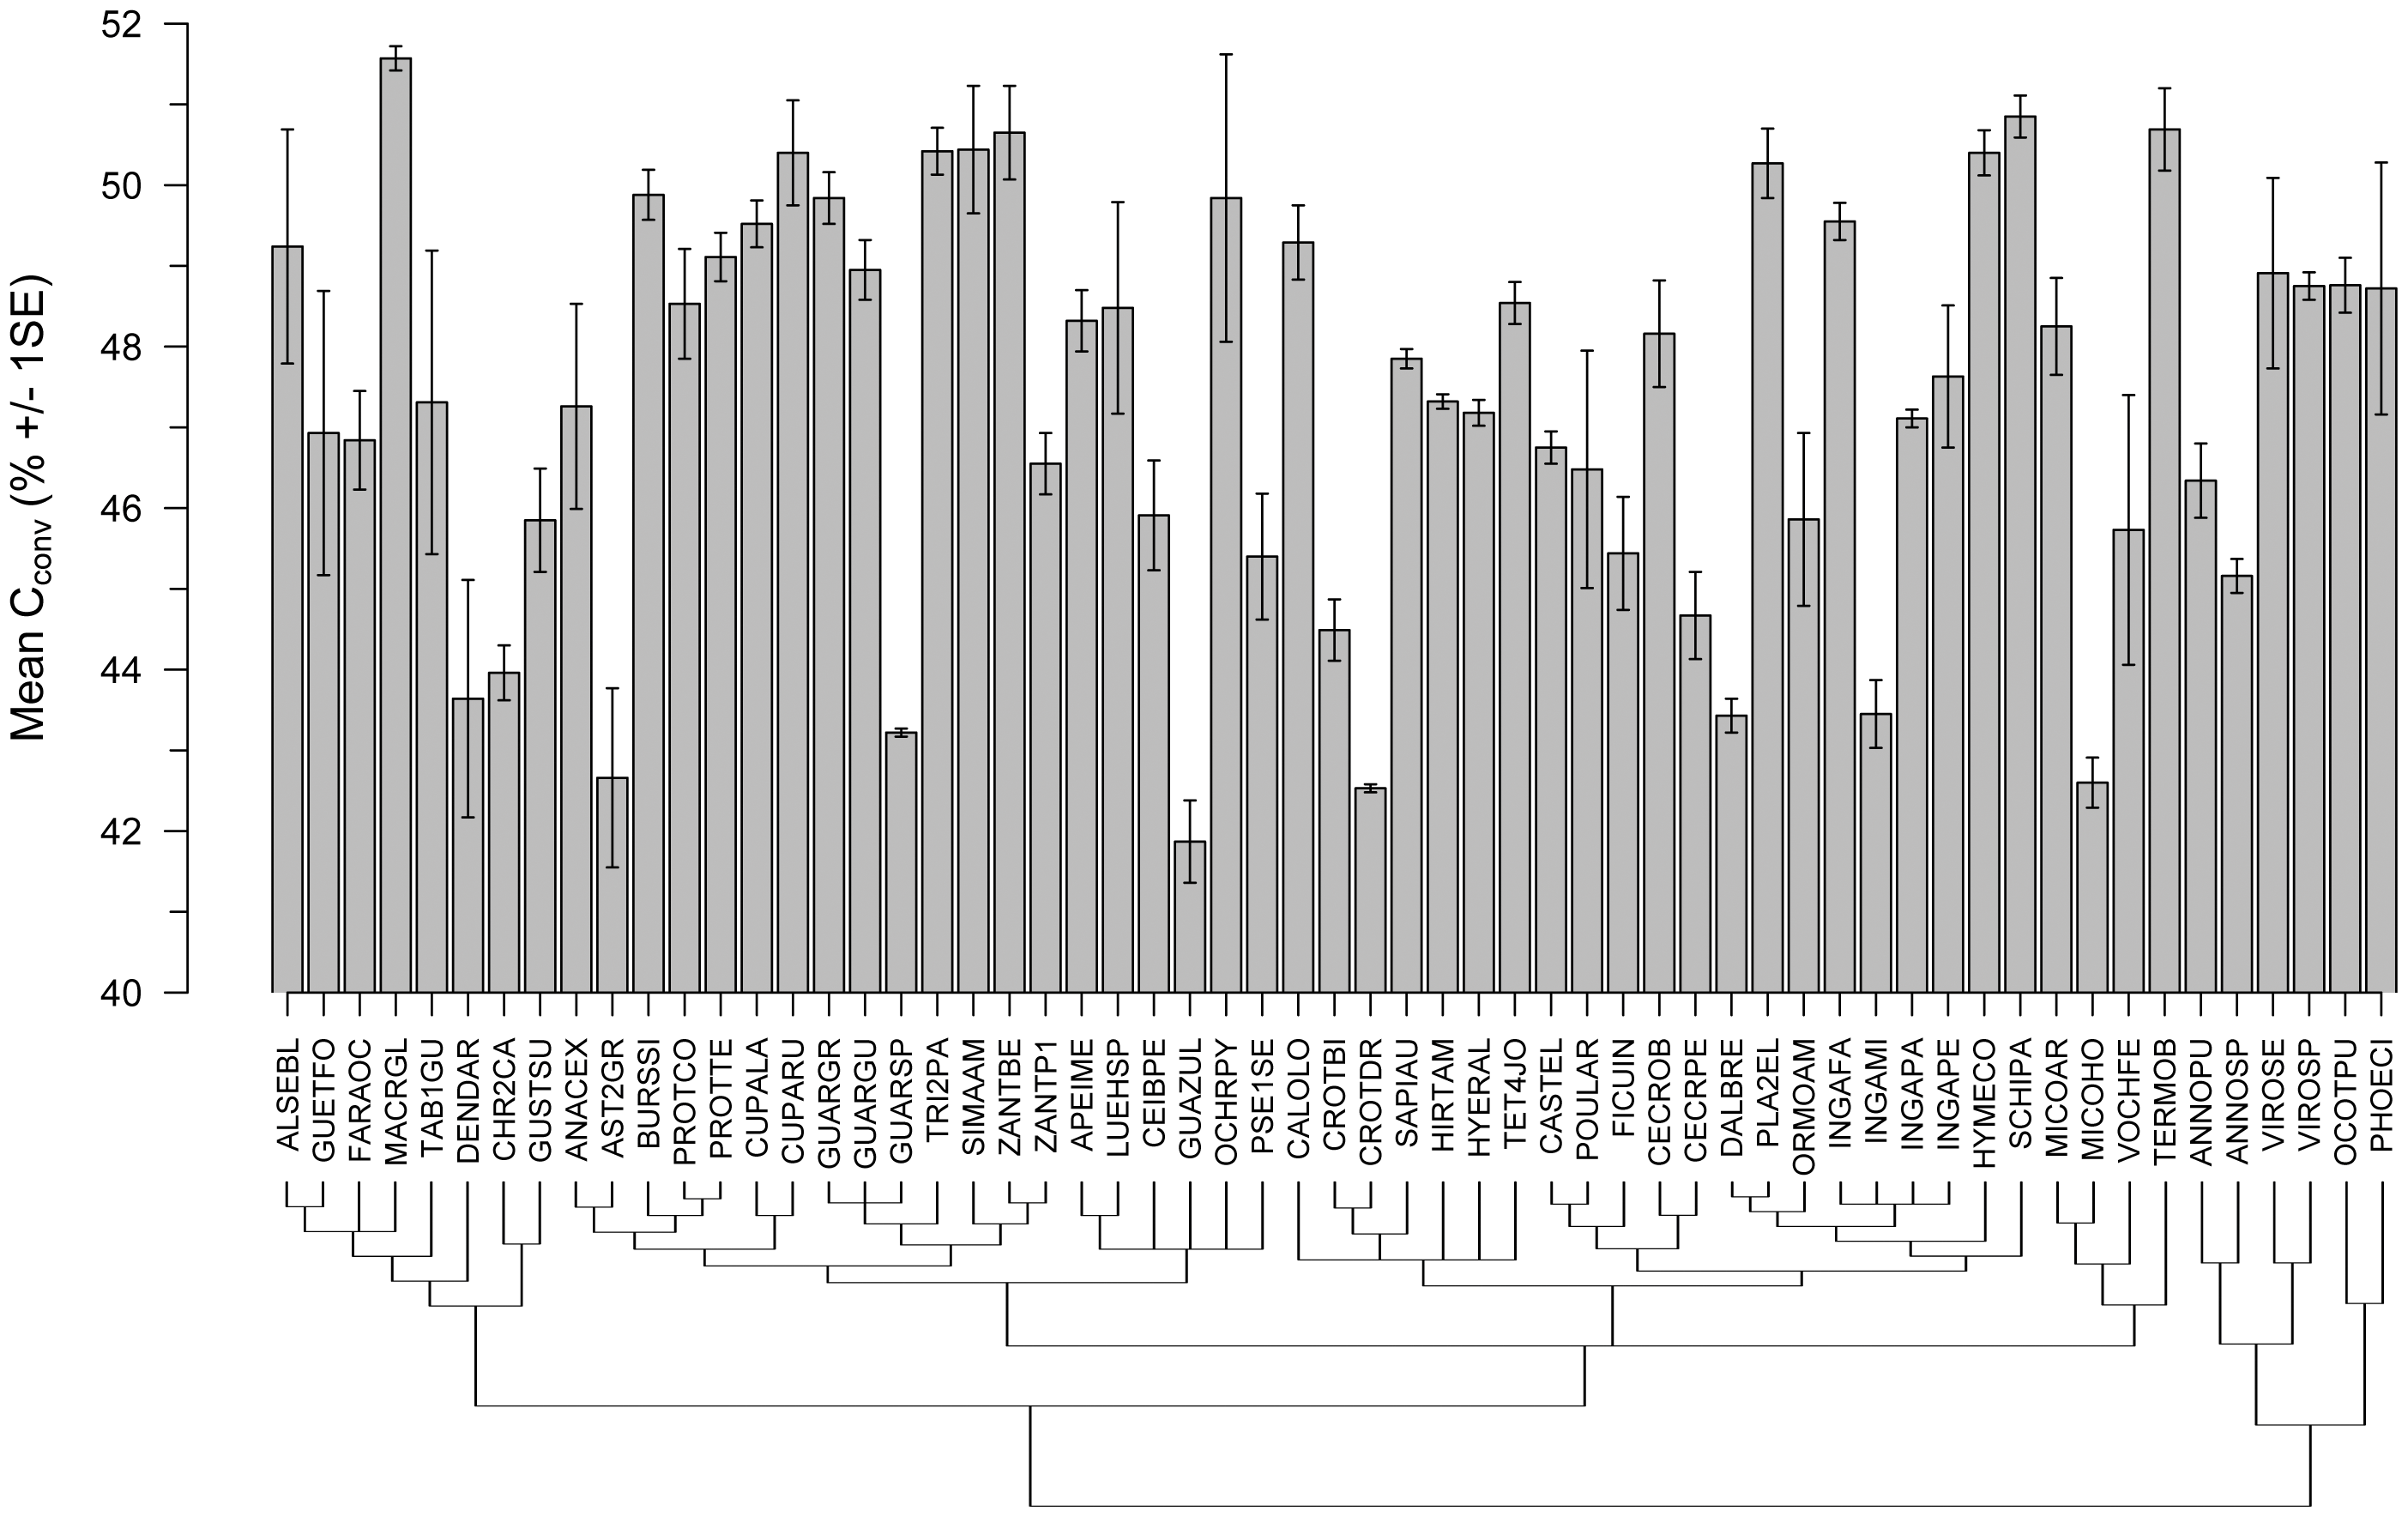 52
50
48
46
44
42
40
Mean Cconv (% +/- 1SE)
ALSEBL
GUETFO
FARAOC
MACRGL
TAB1GU
DENDAR
CHR2CA
GUSTSU
ANACEX
AST2GR
BURSSI
PROTCO
PROTTE
CUPALA
CUPARU
GUARGR
GUARGU
GUARSP
TRI2PA
SIMAAM
ZANTBE
ZANTP1
APEIME
LUEHSP
CEIBPE
GUAZUL
OCHRPY
PSE1SE
CALOLO
CROTBI
CROTDR
SAPIAU
HIRTAM
HYERAL
TET4JO
CASTEL
POULAR
FICUIN
CECROB
CECRPE
DALBRE
PLA2EL
ORMOAM
INGAFA
INGAMI
INGAPA
INGAPE
HYMECO
SCHIPA
MICOAR
MICOHO
VOCHFE
TERMOB
ANNOPU
ANNOSP
VIROSE
VIROSP
OCOTPU
PHOECI